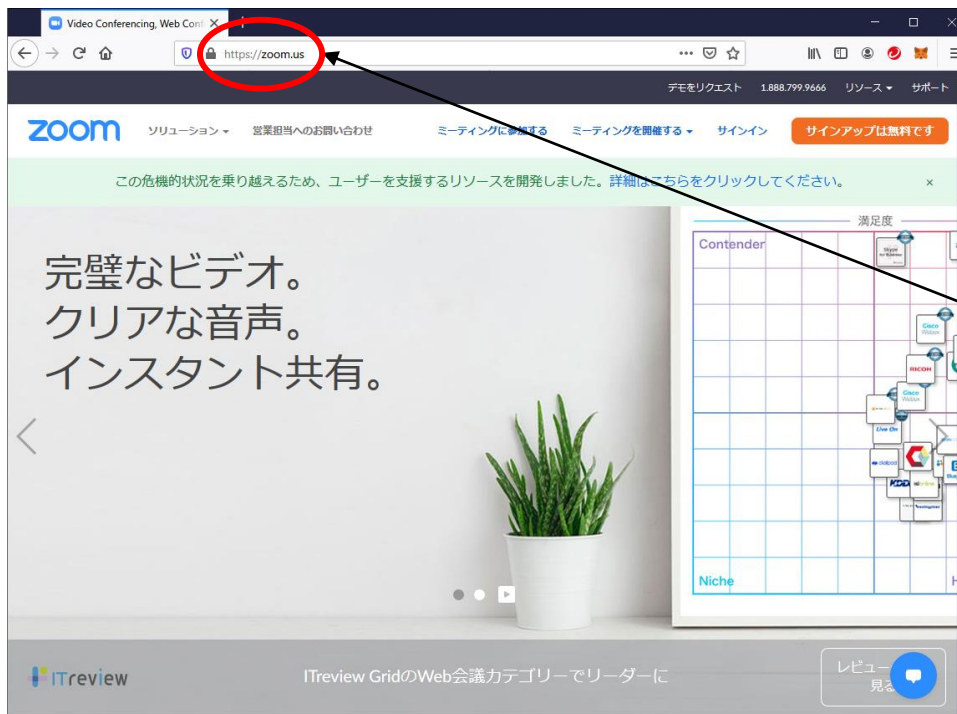 Video Conferencing, Web Conf
https://zoom.us
デモをリクエスト 1.888.799.9666 リソース サポート
zoom ソリューション 営業担当へのお問い合わせ ミーティングに参加する ミーティングを開催する サインイン サインアップは無料です
この危機的状況を乗り越えるため、ユーザーを支援するリソースを開発しました。詳細はこちらをクリックしてください。 ×
満足度
Contender
完璧なビデオ。
クリアな音声。
インスタント共有。
Cisco
Webex
RICOH
Cisco
Webex
Live On
dialpad
KDDI
Niche
H
ITreview ITreview GridのWeb会議カテゴリーでリーダーに レビュー
見る